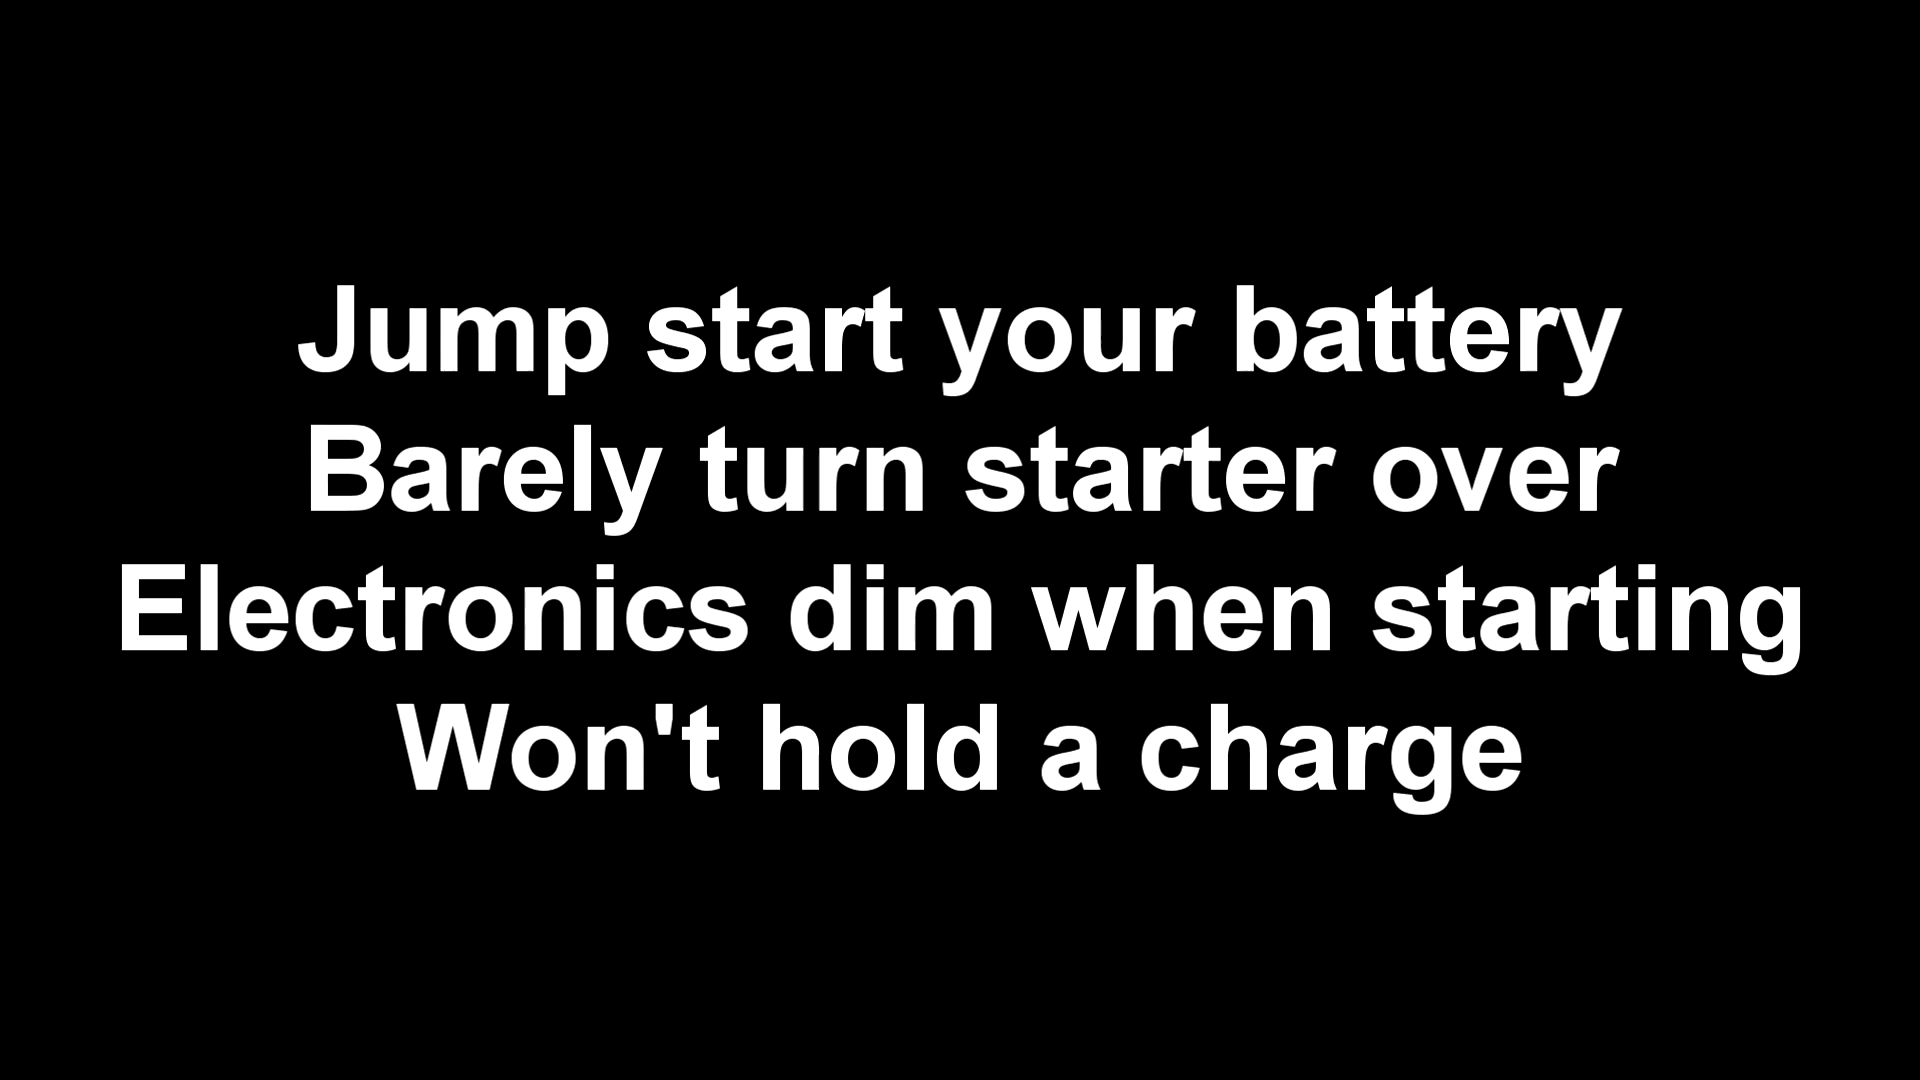 Jump start your battery
Barely turn starter over
Electronics dim when starting
Won't hold a charge